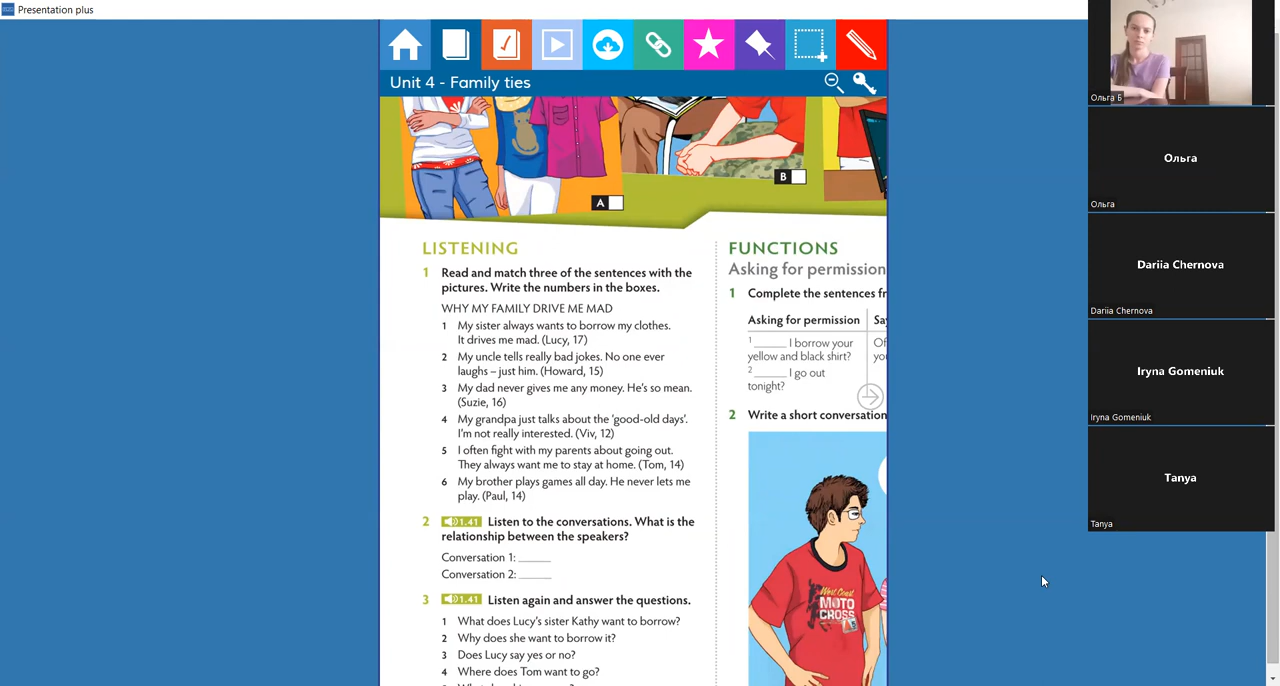 Presentation plus
Unit 4 - Family ties
A
B
LISTENING
1 Read and match three of the sentences with the
pictures. Write the numbers in the boxes.
WHY MY FAMILY DRIVE ME MAD
1 My sister always wants to borrow my clothes.
It drives me mad. (Lucy, 17)
2 My uncle tells really bad jokes. No one ever
laughs – just him. (Howard, 15)
3 My dad never gives me any money. He's so mean.
(Suzie, 16)
4 My grandpa just talks about the 'good-old days'.
I'm not really interested. (Viv, 12)
5 I often fight with my parents about going out.
They always want me to stay at home. (Tom, 14)
6 My brother plays games all day. He never lets me
play. (Paul, 14)
2 1.41 Listen to the conversations. What is the
relationship between the speakers?
Conversation 1: ______
Conversation 2: ______
3 1.41 Listen again and answer the questions.
1 What does Lucy's sister Kathy want to borrow?
2 Why does she want to borrow it?
3 Does Lucy say yes or no?
4 Where does Tom want to go?
FUNCTIONS
Asking for permission
1 Complete the sentences fr
Asking for permission
Sa
1 ______ I borrow your
yellow and black shirt?
2 ______ I go out
tonight?
Of
yo
2 Write a short conversation
West Coast
MOTO
CROSS
Ольга Б
Ольга
Ольга
Dariia Chernova
Dariia Chernova
Iryna Gomeniuk
Iryna Gomeniuk
Tanya
Tanya